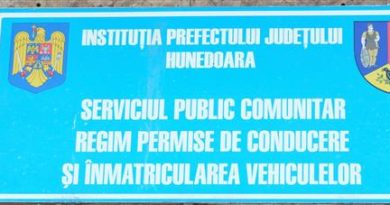 INSTITUȚIA PREFECTULUI JUDEȚULUI
HUNEDOARA
SERVICIUL PUBLIC COMUNITAR
REGIM PERMISE DE CONDUCERE
ȘI ÎNMATRICULAREA VEHICULELOR